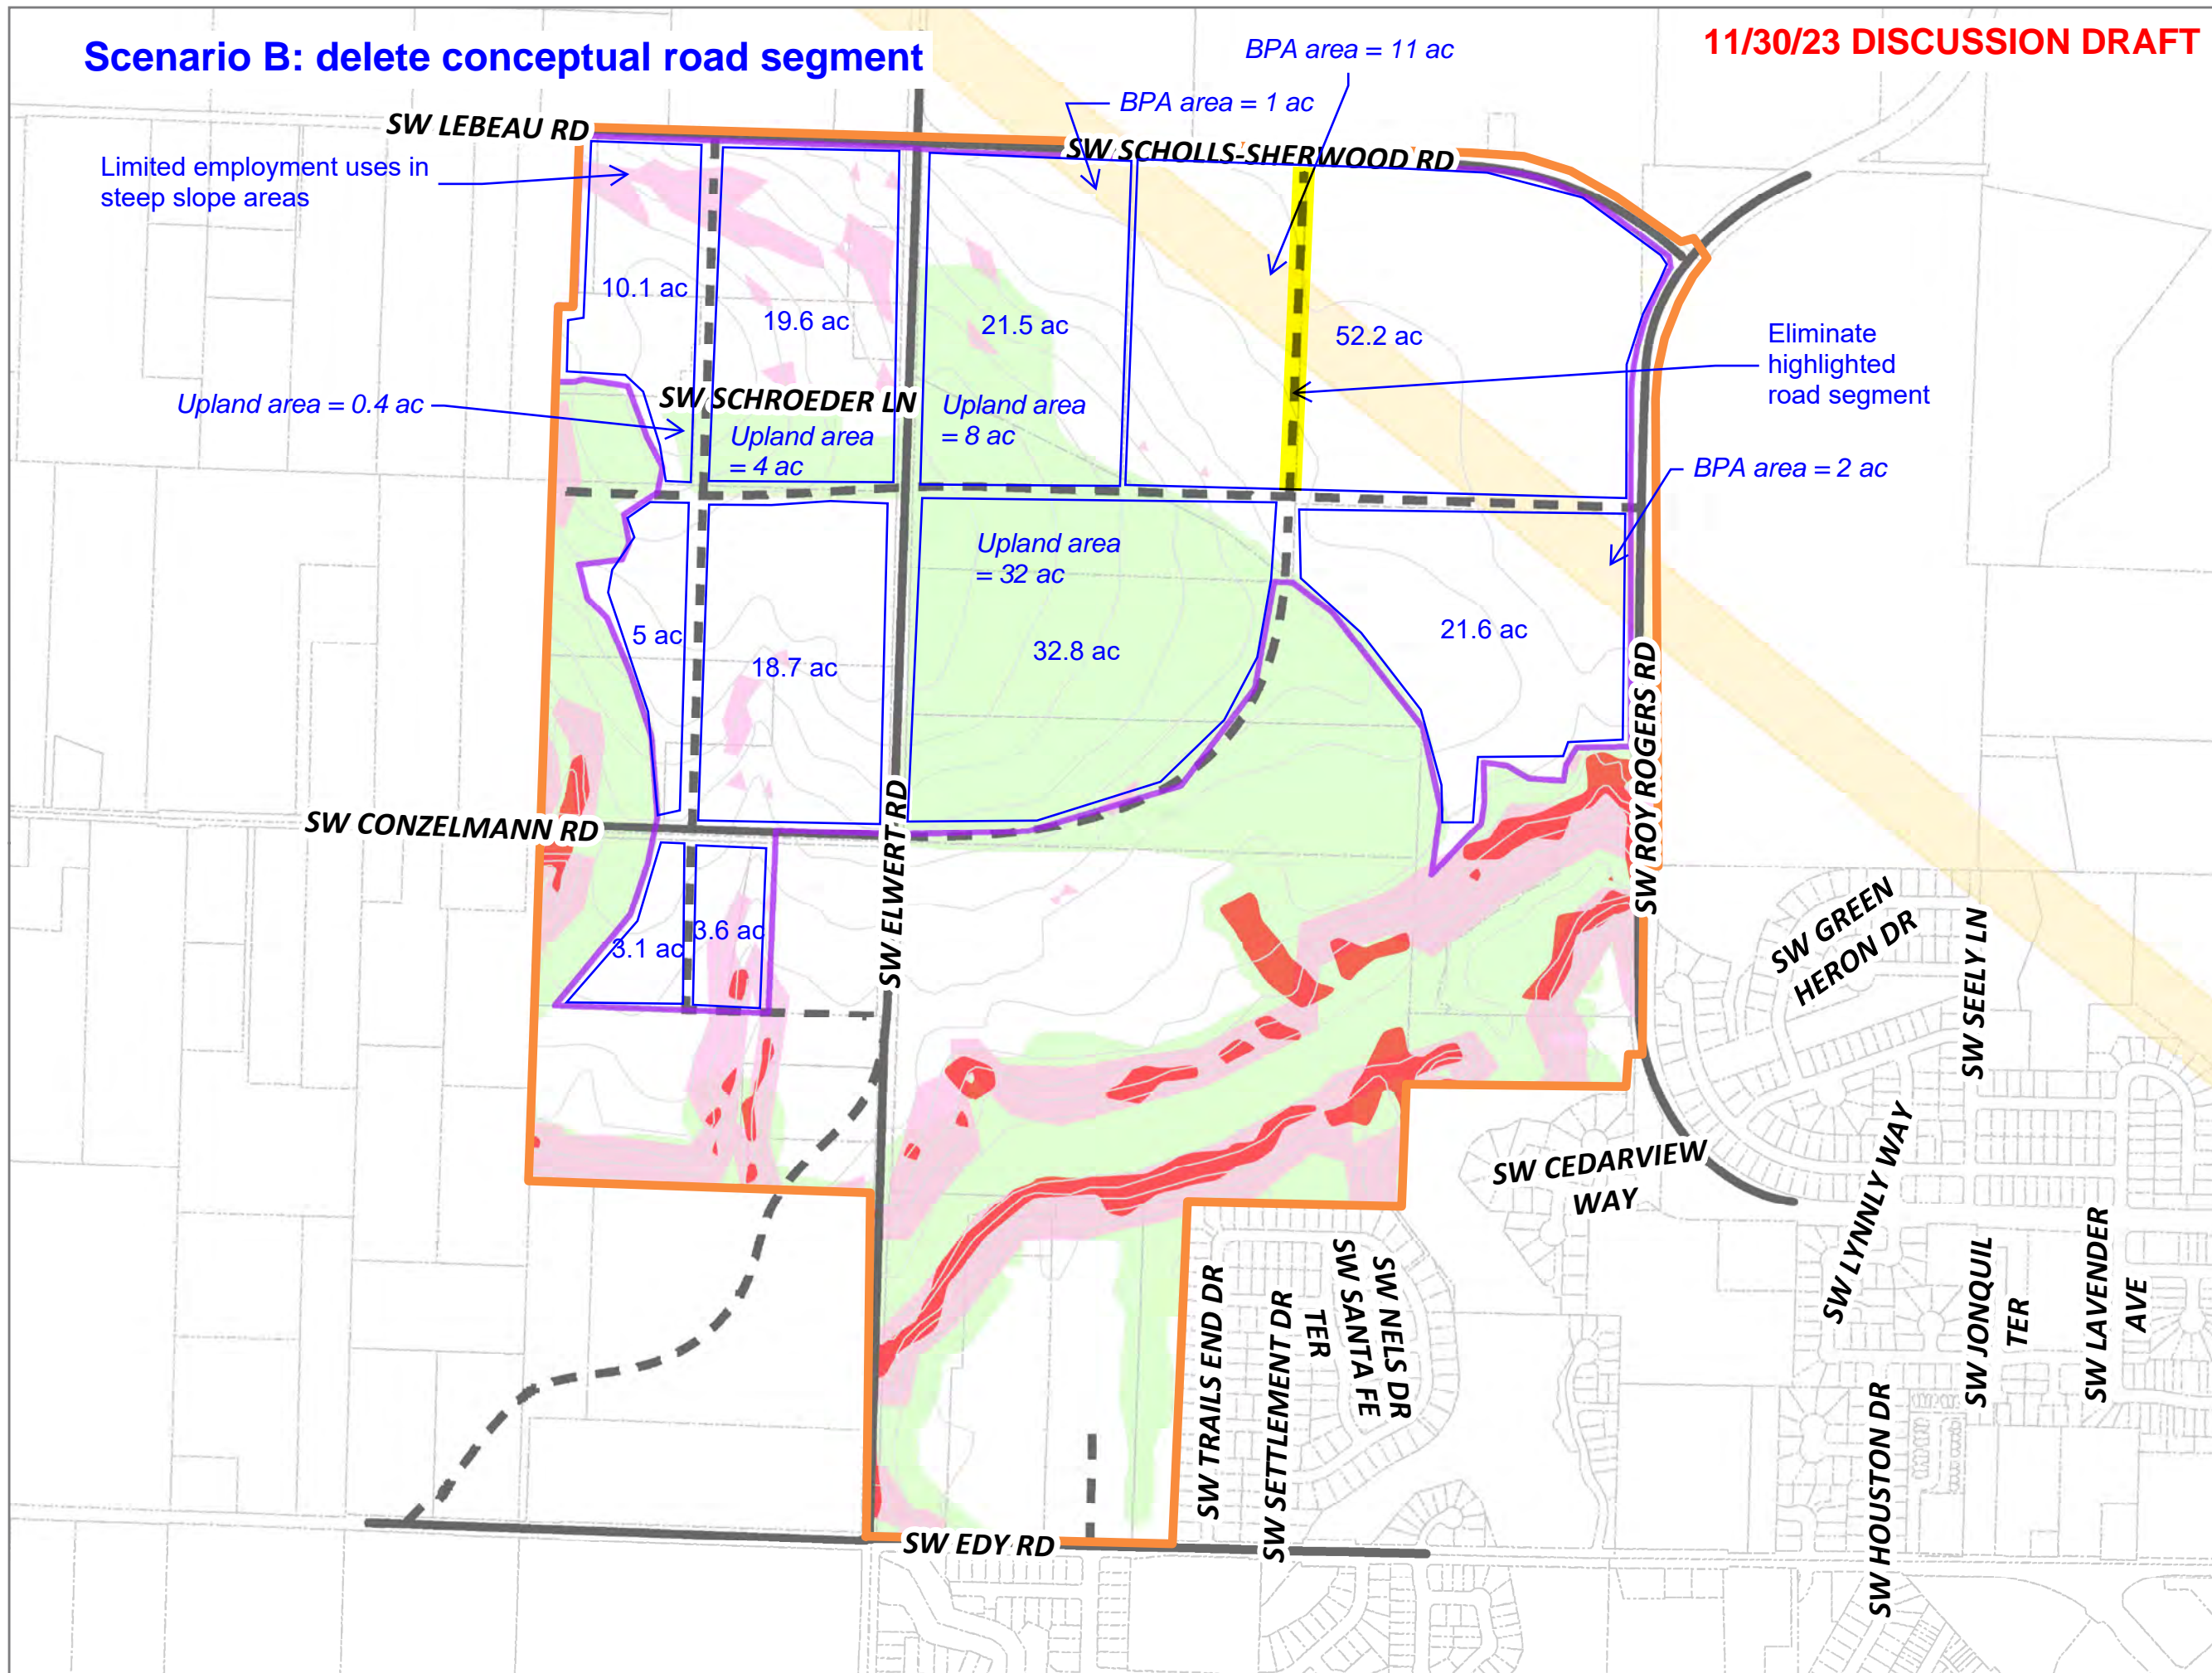 Scenario B: delete conceptual road segment
11/30/23 DISCUSSION DRAFT
BPA area = 11 ac
BPA area = 1 ac
SW LEBEAU RD
SW SCHOLLS-SHERWOOD RD
Limited employment uses in
steep slope areas
10.1 ac
19.6 ac
21.5 ac
52.2 ac
Eliminate
highlighted
road segment
Upland area = 0.4 ac
SW SCHROEDER LN
Upland area
= 4 ac
Upland area
= 8 ac
BPA area = 2 ac
Upland area
= 32 ac
5 ac
18.7 ac
32.8 ac
21.6 ac
SW ROY ROGERS RD
SW CONZELMANN RD
SW ELWERT RD
3.1 ac
3.6 ac
SW GREEN
HERON DR
SW SEELY LN
SW CEDARVIEW
WAY
SW LYNNLY WAY
SW TRAILS END DR
SW SETTLEMENT DR
SW SANTA FE
TER
SW NELS DR
SW JONQUIL
TER
SW LAVENDER
AVE
SW HOUSTON DR
SW EDY RD